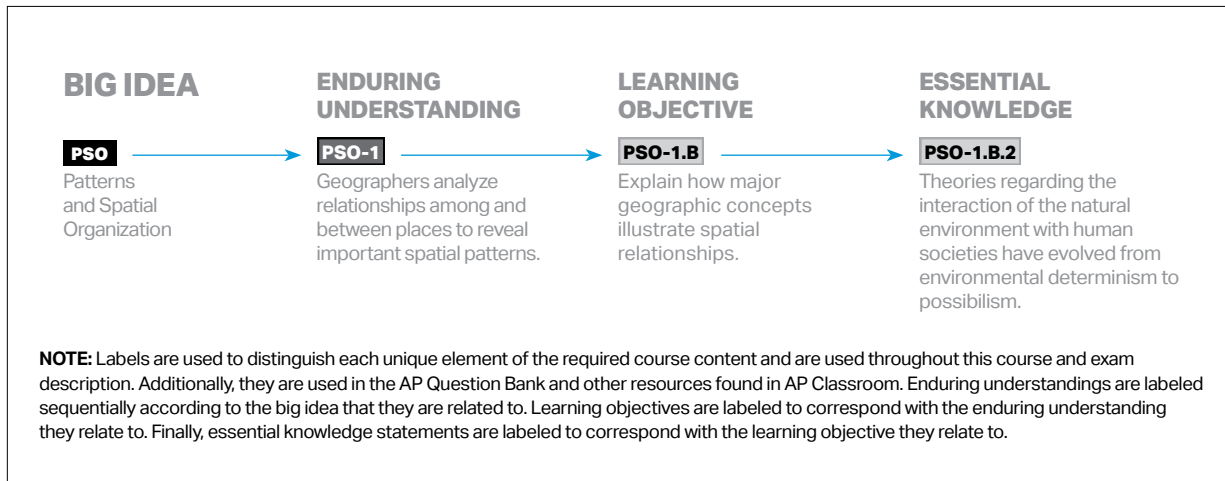 BIG IDEA
PSO
Patterns
and Spatial
Organization
ENDURING
UNDERSTANDING
PSO-1
Geographers analyze
relationships among and
between places to reveal
important spatial patterns.
LEARNING
OBJECTIVE
PSO-1.B
Explain how major
geographic concepts
illustrate spatial
relationships.
ESSENTIAL
KNOWLEDGE
PSO-1.B.2
Theories regarding the
interaction of the natural
environment with human
societies have evolved from
environmental determinism to
possibilism.
NOTE: Labels are used to distinguish each unique element of the required course content and are used throughout this course and exam
description. Additionally, they are used in the AP Question Bank and other resources found in AP Classroom. Enduring understandings are labeled
sequentially according to the big idea that they are related to. Learning objectives are labeled to correspond with the enduring understanding
they relate to. Finally, essential knowledge statements are labeled to correspond with the learning objective they relate to.